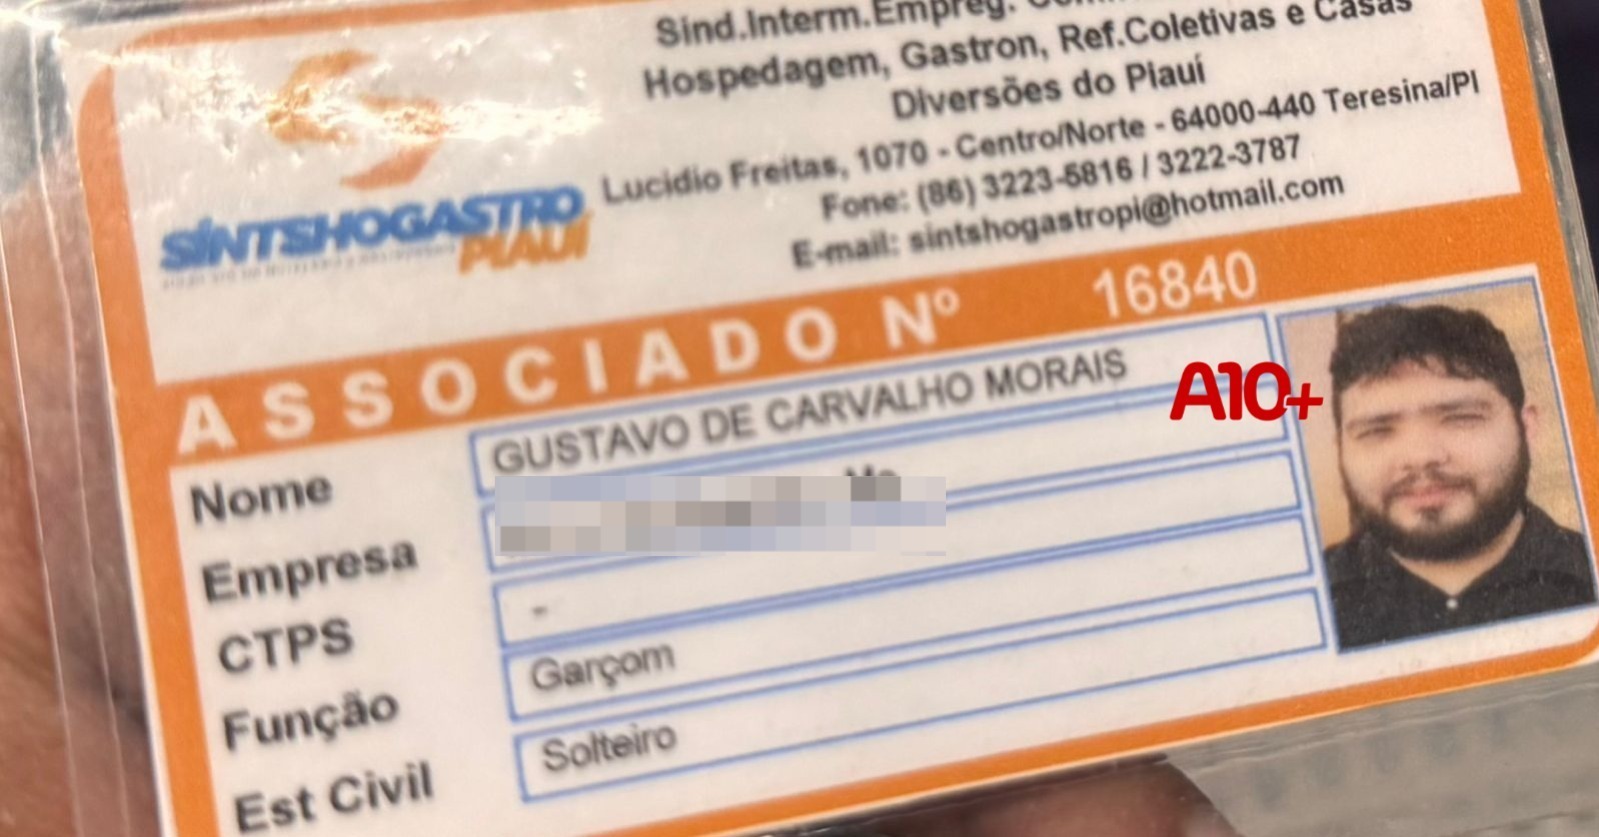 Sind.Interm.Empreg.
Hospedagem, Gastron, Ref.Coletivas e Casas
Diversões do Piauí
Lucidio Freitas, 1070 - Centro/Norte - 64000-440 Teresina/PI
Fone: (86) 3223-5816 / 3222-3787
E-mail: sintshogastropi@hotmail.com
SINTSHOGASTRO
PIAUÍ
ASSOCIADO Nº 16840
Nome GUSTAVO DE CARVALHO MORAIS
A10+
Empresa
CTPS -
Função Garçom
Est Civil Solteiro